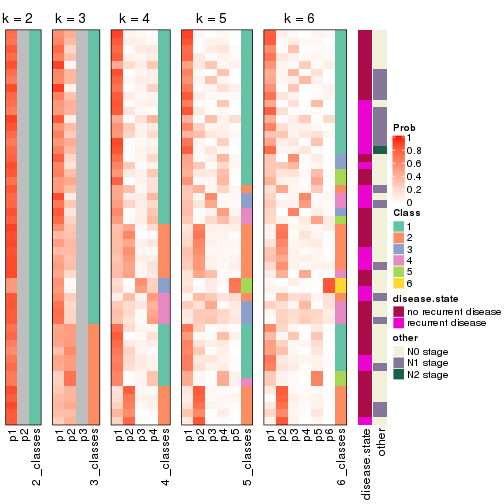 k = 2
k = 3
k = 4
k = 5
k = 6
p1
p2
2_classes
p1
p2
p3
3_classes
p1
p2
p3
p4
4_classes
p1
p2
p3
p4
p5
5_classes
p1
p2
p3
p4
p5
p6
6_classes
disease.state
other
Prob
1
0.8
0.6
0.4
0.2
0
Class
1
2
3
4
5
6
disease.state
no recurrent disease
recurrent disease
other
N0 stage
N1 stage
N2 stage